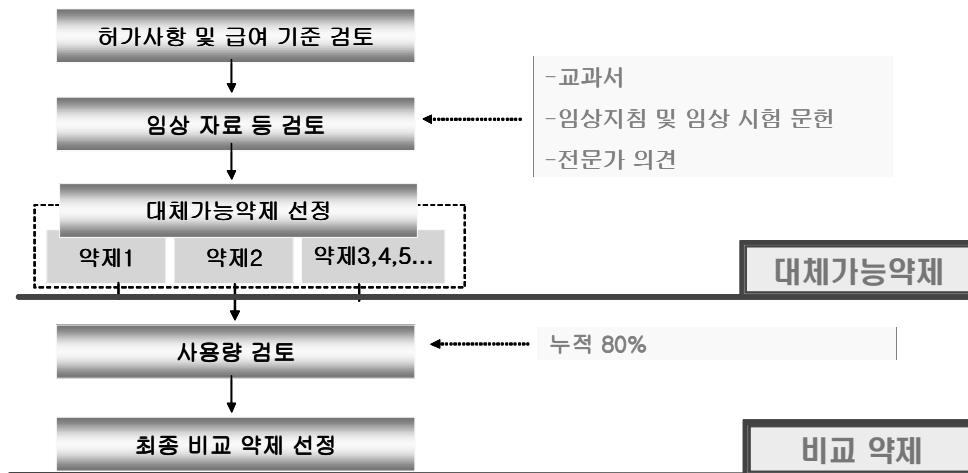 허가사항 및 급여 기준 검토
-교과서
임상 자료 등 검토
-임상지침 및 임상 시험 문헌
-전문가 의견
대체가능약제 선정
약제1
약제2
약제3,4,5...
대체가능약제
사용량 검토
누적 80%
최종 비교 약제 선정
비교 약제